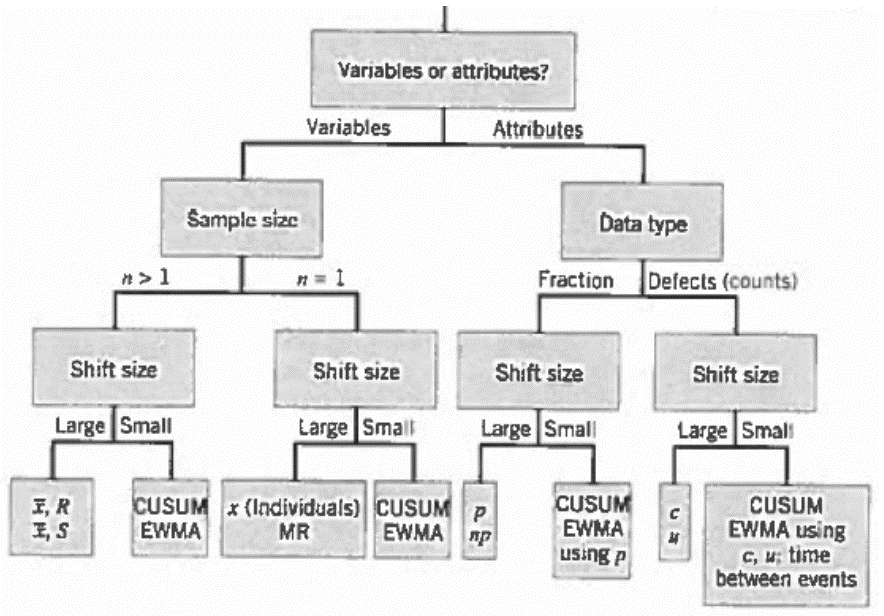 Variables or attributes?
Variables
Attributes
Sample size
Data type
n > 1
n = 1
Fraction
Defects (counts)
Shift size
Shift size
Shift size
Shift size
Large
Small
Large
Small
Large
Small
Large
Small
x̅, R
x̅, S
CUSUM
EWMA
x (Individuals)
MR
CUSUM
EWMA
p
np
CUSUM
EWMA
using p
c
u
CUSUM
EWMA using
c, u; time
between events